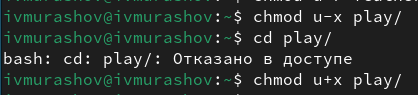 ivmurashov@ivmurashov:~$ chmod u-x play/
ivmurashov@ivmurashov:~$ cd play/
bash: cd: play/: Отказано в доступе
ivmurashov@ivmurashov:~$ chmod u+x play/